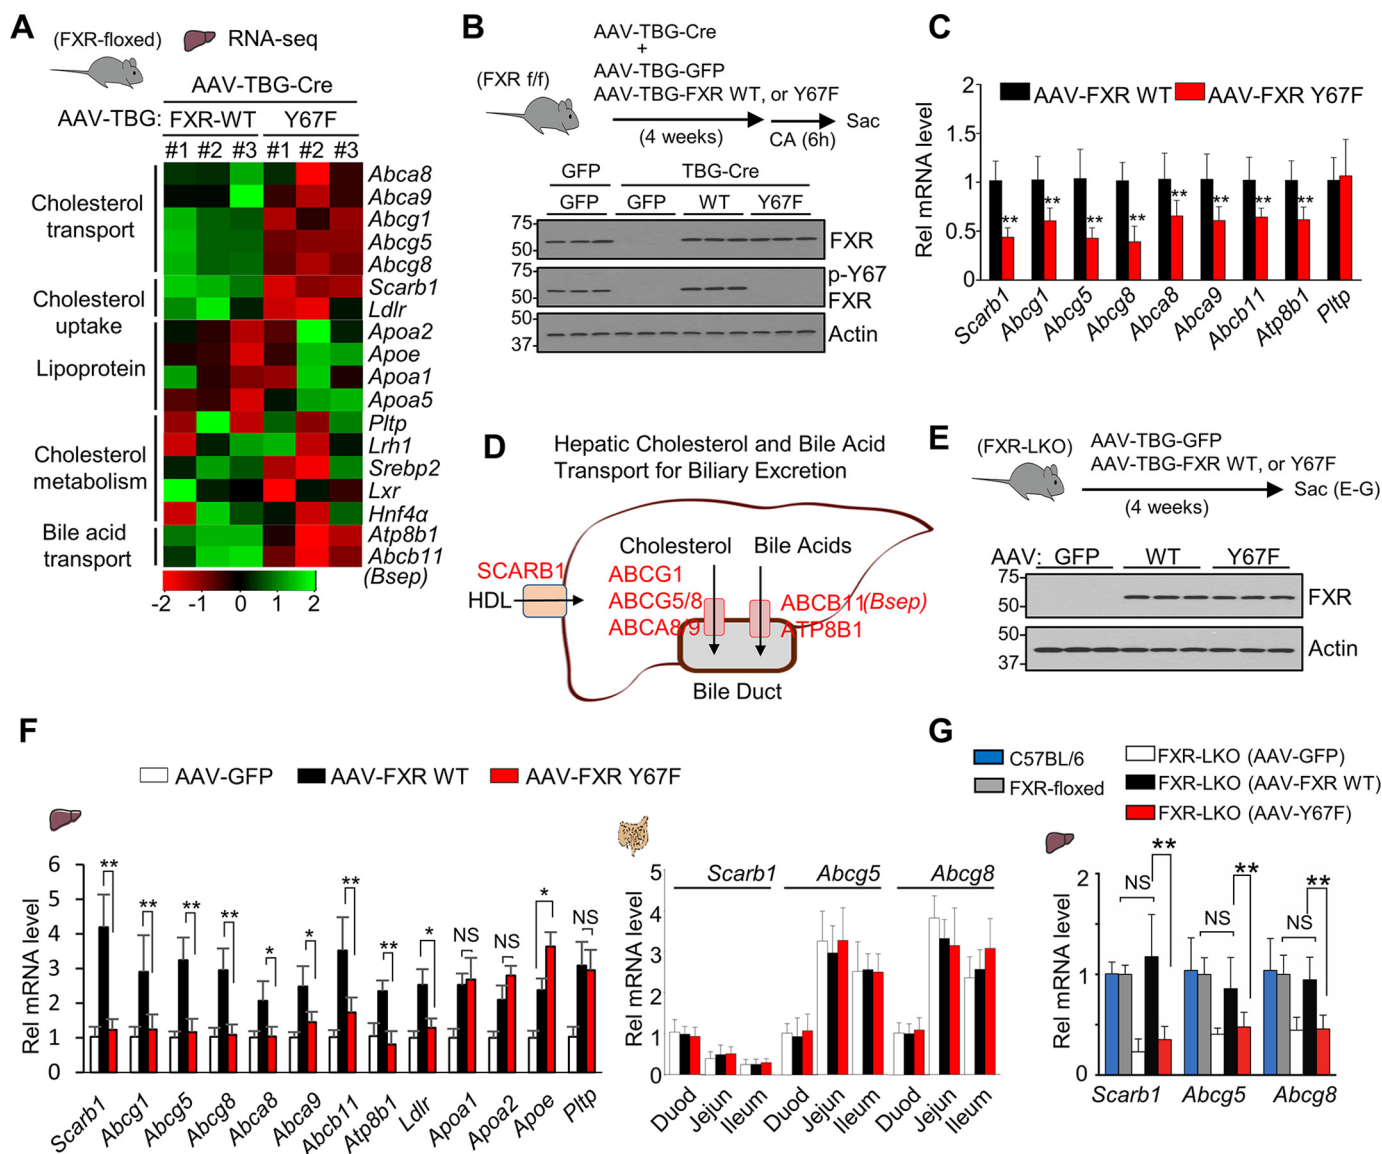 A
(FXR-floxed)
RNA-seq
AAV-TBG-Cre
AAV-TBG: FXR-WT Y67F
#1 #2 #3 #1 #2 #3
Cholesterol
transport
Cholesterol
uptake
Lipoprotein
Cholesterol
metabolism
Bile acid
transport
Abca8
Abca9
Abcg1
Abcg5
Abcg8
Scarb1
Ldlr
Apoa2
Apoe
Apoa1
Apoa5
Pltp
Lrh1
Srebp2
Lxr
Hnf4α
Atp8b1
Abcb11
(Bsep)
-2 -1 0 1 2
B
(FXR f/f)
AAV-TBG-Cre
+
AAV-TBG-GFP
AAV-TBG-FXR WT, or Y67F
(4 weeks)
CA (6h)
Sac
GFP TBG-Cre
GFP GFP WT Y67F
75
50
FXR
75
50
p-Y67
FXR
50
37
Actin
C
AAV-FXR WT AAV-FXR Y67F
Rel mRNA level
2
1.5
1
0.5
0
** ** ** ** ** ** ** **
Scarb1 Abcg1 Abcg5 Abcg8 Abca8 Abca9 Abcb11 Atp8b1 Pltp
D
Hepatic Cholesterol and Bile Acid
Transport for Biliary Excretion
Cholesterol Bile Acids
SCARB1
HDL
ABCG1
ABCG5/8
ABCA8/9
ABCB11(Bsep)
ATP8B1
Bile Duct
E
(FXR-LKO)
AAV-TBG-GFP
AAV-TBG-FXR WT, or Y67F
(4 weeks)
Sac (E-G)
AAV: GFP WT Y67F
75
50
FXR
50
37
Actin
F
AAV-GFP AAV-FXR WT AAV-FXR Y67F
Rel mRNA level
6
5
4
3
2
1
0
** ** ** ** * * ** ** * NS NS * NS
Scarb1 Abcg1 Abcg5 Abcg8 Abca8 Abca9 Abcb11 Atp8b1 Ldlr Apoa1 Apoa2 Apoe Pltp
Rel mRNA level
5
4
3
2
1
0
Scarb1 Abcg5 Abcg8
Duod Jejun Ileum Duod Jejun Ileum Duod Jejun Ileum
G
C57BL/6
FXR-floxed
FXR-LKO (AAV-GFP)
FXR-LKO (AAV-FXR WT)
FXR-LKO (AAV-Y67F)
Rel mRNA level
2
1
0
NS ** NS ** NS **
Scarb1 Abcg5 Abcg8